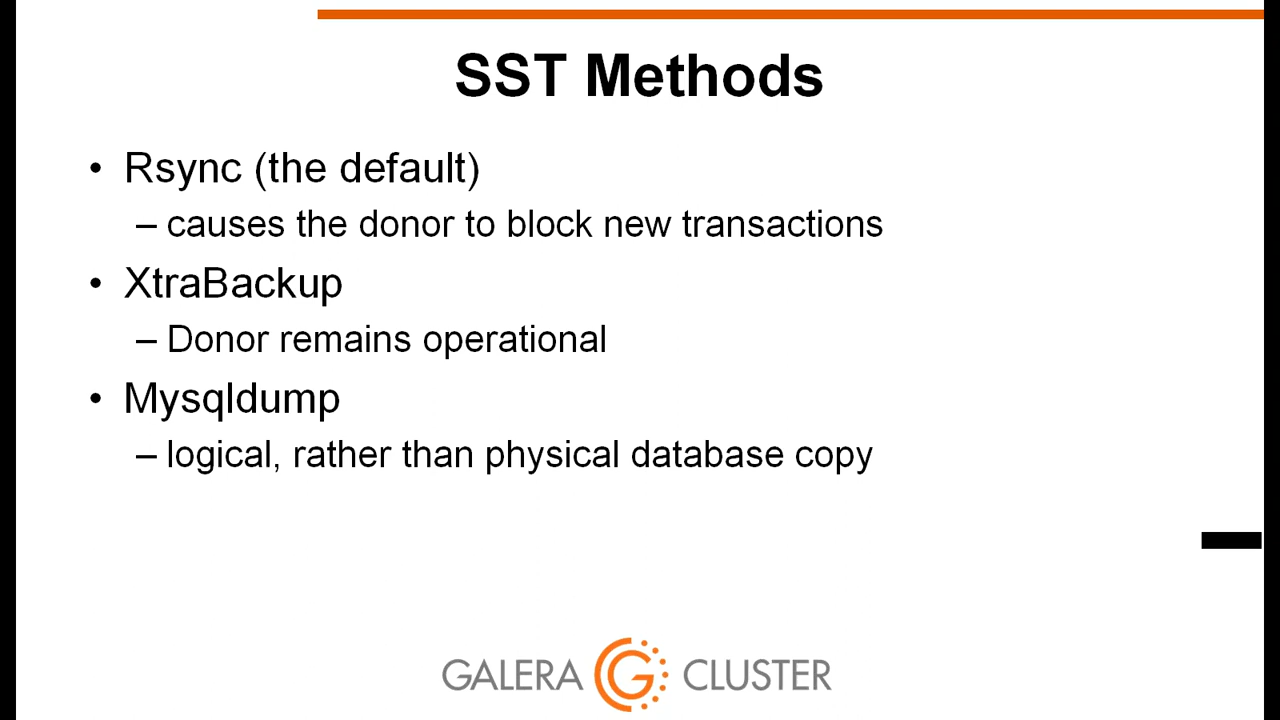 SST Methods
• Rsync (the default)
– causes the donor to block new transactions
• XtraBackup
– Donor remains operational
• Mysqldump
– logical, rather than physical database copy
GALERA CLUSTER